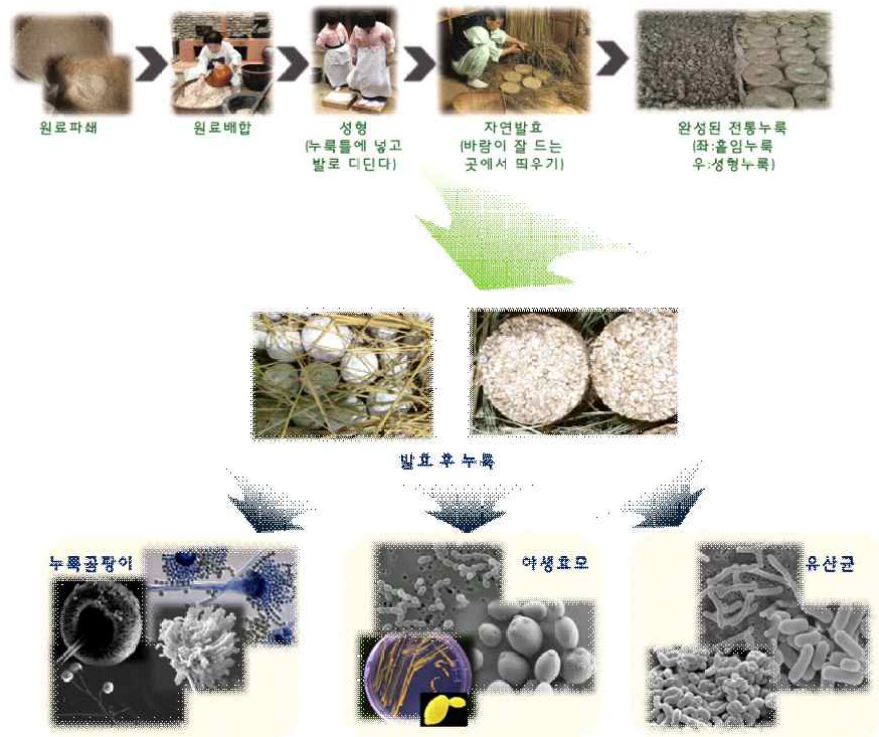 원료파쇄
원료배합
성형
(누룩틀에 넣고
발로 디딘다)
자연발효
(바람이 잘 드는
곳에서 띄우기)
완성된 전통누룩
(좌:흩임누룩
우:성형누룩)
발효 후 누룩
누룩곰팡이
야생효모
유산균